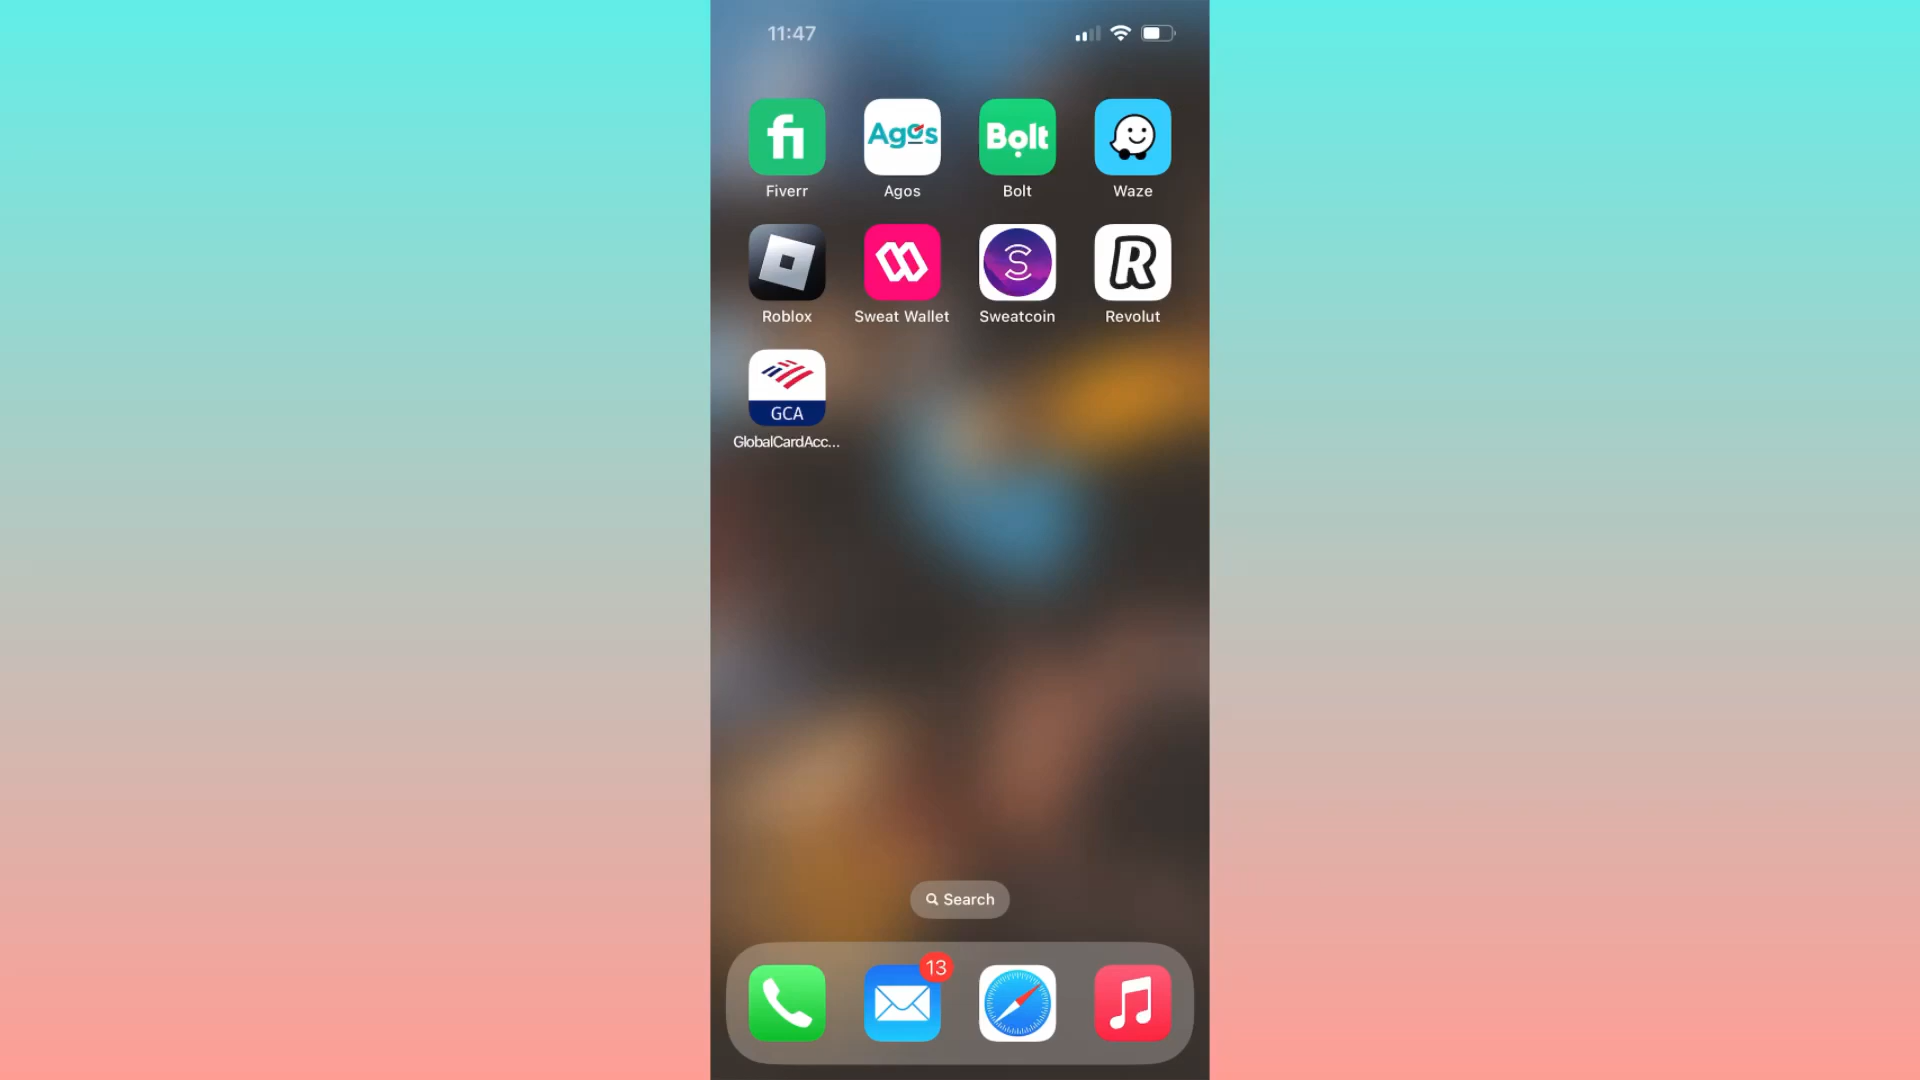 11:47
fi
Agos
Bolt
Fiverr
Agos
Bolt
Waze
S
R
Roblox
Sweat Wallet
Sweatcoin
Revolut
GCA
GlobalCardAcc...
Search
13